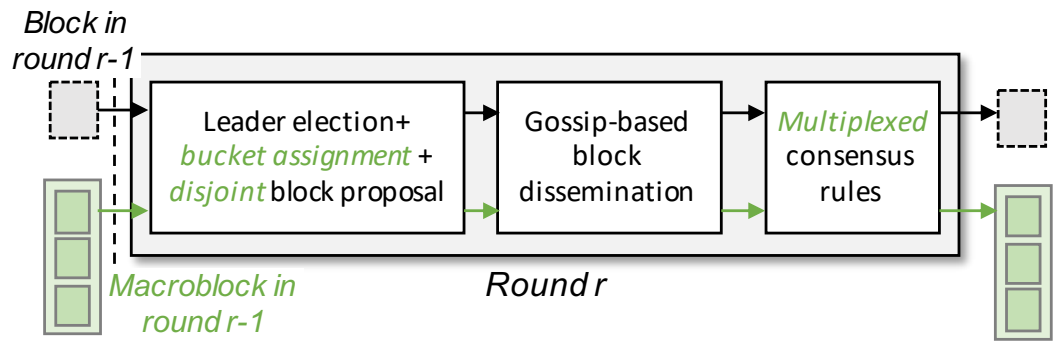 Block in
round r-1
Leader election+
bucket assignment +
disjoint block proposal
Gossip-based
block
dissemination
Multiplexed
consensus
rules
Macroblock in
round r-1
Round r